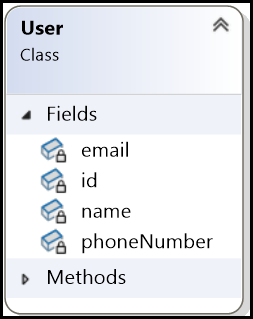 User
Class
Fields
email
id
name
phoneNumber
Methods